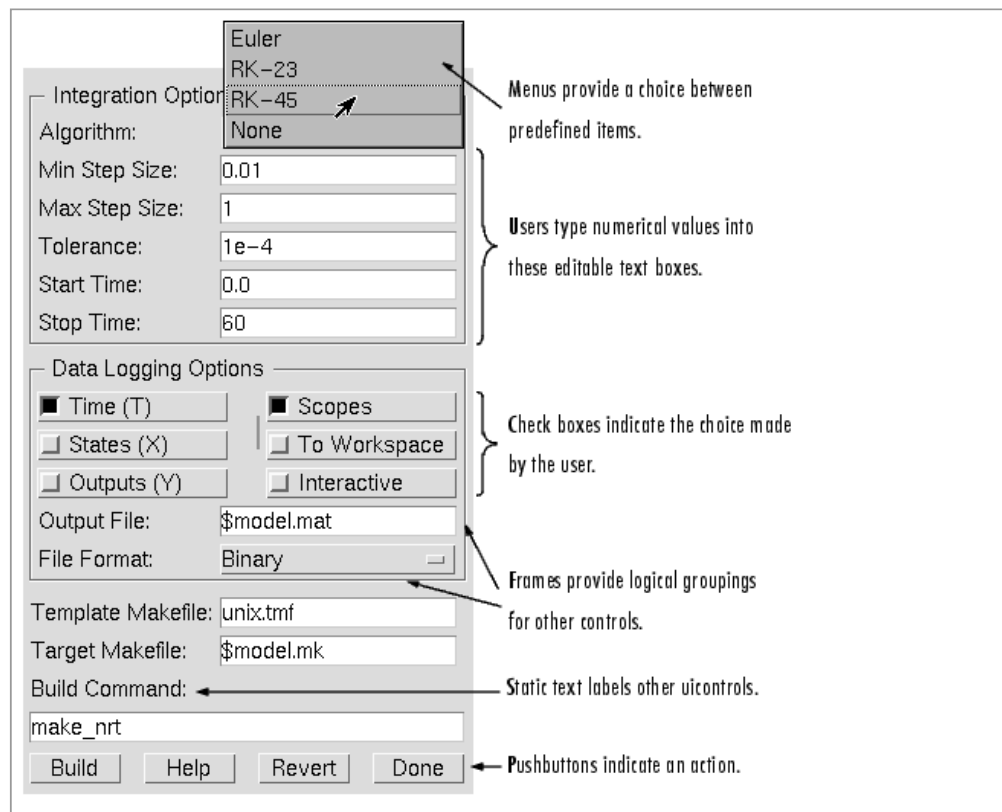 Euler
RK-23
RK-45
None
Integration Optio
Algorithm:
Min Step Size: 0.01
Max Step Size: 1
Tolerance: 1e-4
Start Time: 0.0
Stop Time: 60
Data Logging Options
Time (T) Scopes
States (X) To Workspace
Outputs (Y) Interactive
Output File: $model.mat
File Format: Binary
Template Makefile: unix.tmf
Target Makefile: $model.mk
Build Command:
make_nrt
Build Help Revert Done
Menus provide a choice between
predefined items.
Users type numerical values into
these editable text boxes.
Check boxes indicate the choice made
by the user.
Frames provide logical groupings
for other controls.
Static text labels other uicontrols.
Pushbuttons indicate an action.